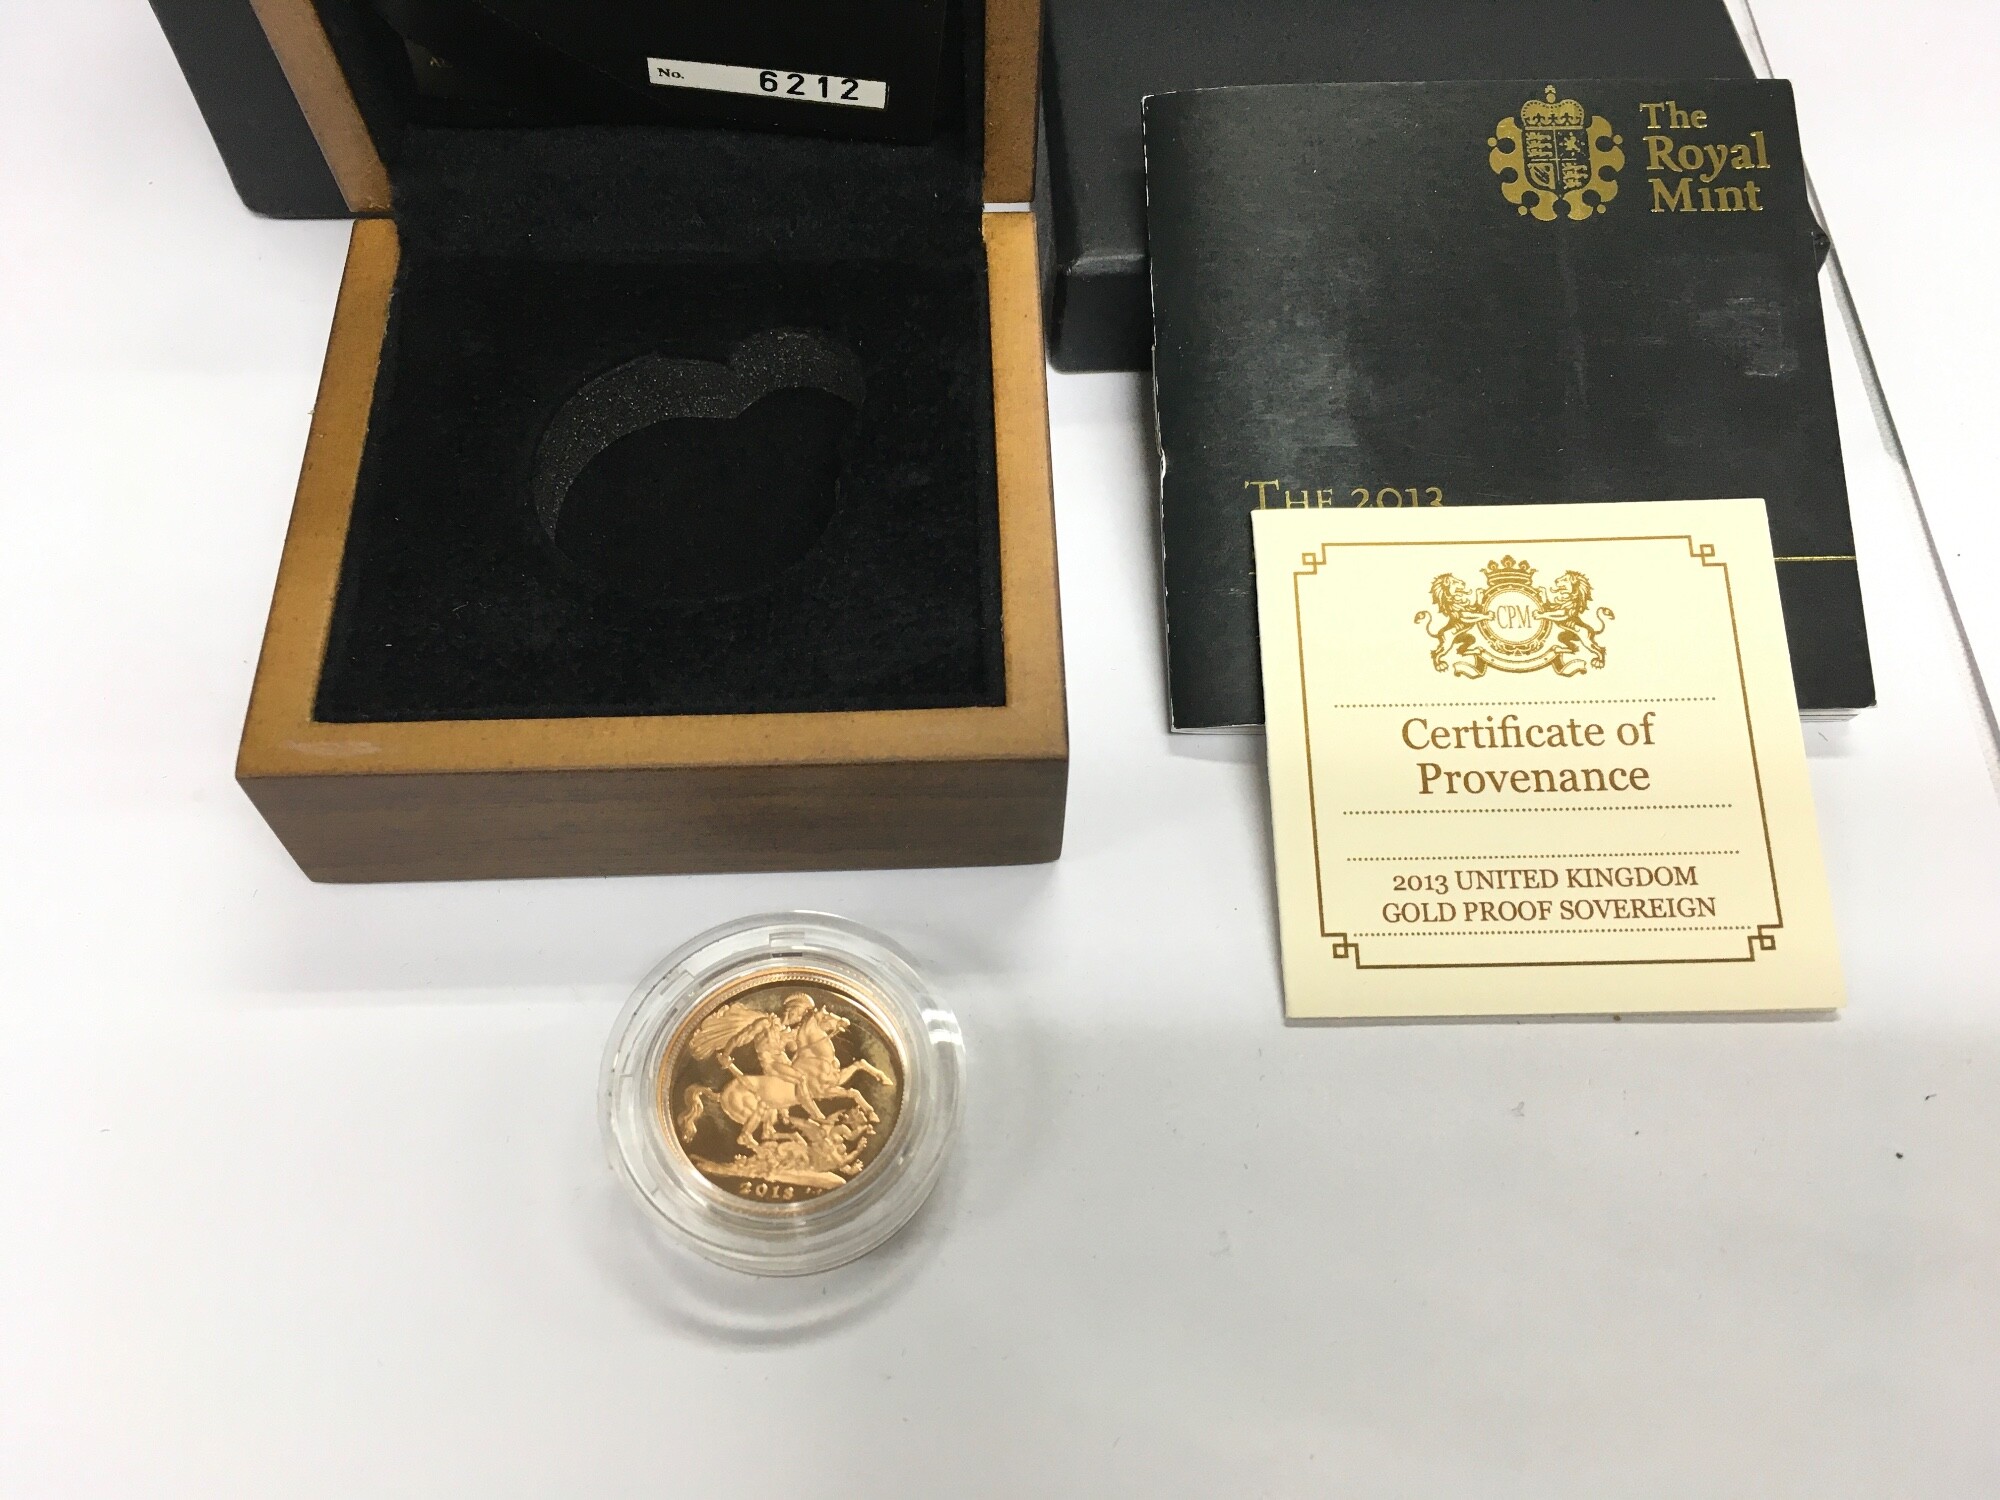 No. 6212
The
Royal
Mint
THE 2013
CPM
Certificate of
Provenance
2013 UNITED KINGDOM
GOLD PROOF SOVEREIGN
2013